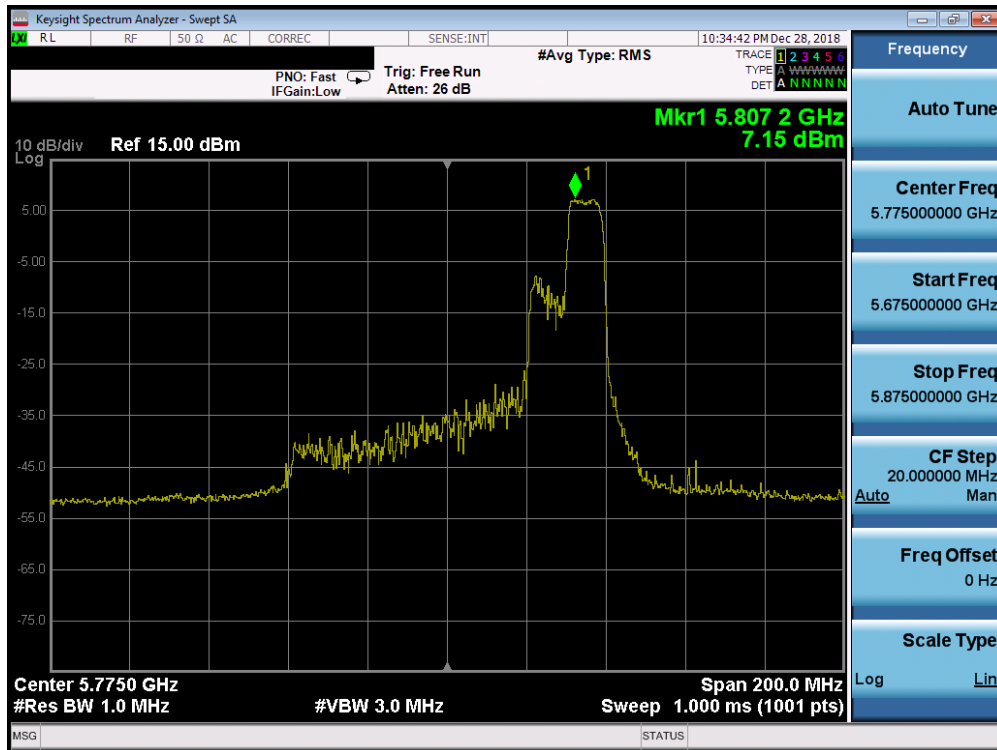 Keysight Spectrum Analyzer - Swept SA
LXI RL RF 50 Ω AC CORREC SENSE:INT 10:34:42 PM Dec 28, 2018
#Avg Type: RMS TRACE 1 2 3 4 5 6
PNO: Fast Trig: Free Run TYPE A WWWWW
IFGain:Low Atten: 26 dB DET A N N N N N
Mkr1 5.807 2 GHz
7.15 dBm
10 dB/div Ref 15.00 dBm
Log
1
5.00
-5.00
-15.0
-25.0
-35.0
-45.0
-55.0
-65.0
-75.0
Center 5.7750 GHz Span 200.0 MHz
#Res BW 1.0 MHz #VBW 3.0 MHz Sweep 1.000 ms (1001 pts)
MSG STATUS
Frequency
Auto Tune
Center Freq
5.775000000 GHz
Start Freq
5.675000000 GHz
Stop Freq
5.875000000 GHz
CF Step
20.000000 MHz
Auto Man
Freq Offset
0 Hz
Scale Type
Log Lin